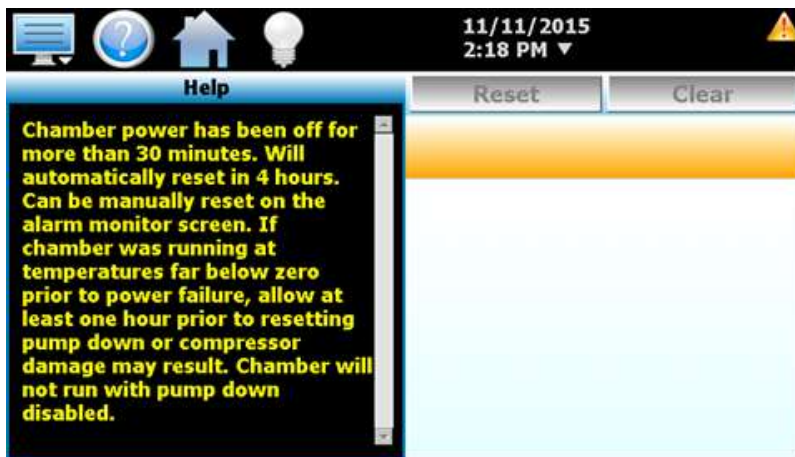 11/11/2015
2:18 PM ▼
Help
Reset
Clear
Chamber power has been off for
more than 30 minutes. Will
automatically reset in 4 hours.
Can be manually reset on the
alarm monitor screen. If
chamber was running at
temperatures far below zero
prior to power failure, allow at
least one hour prior to resetting
pump down or compressor
damage may result. Chamber will
not run with pump down
disabled.